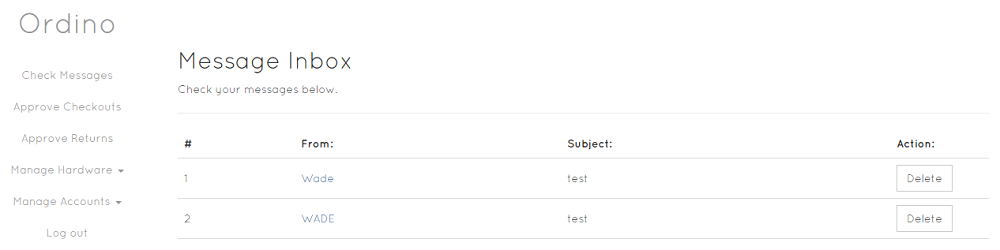 Ordino
Check Messages
Approve Checkouts
Approve Returns
Manage Hardware
Manage Accounts
Log out
Message Inbox
Check your messages below.
# From: Subject: Action:
1 Wade test Delete
2 WADE test Delete